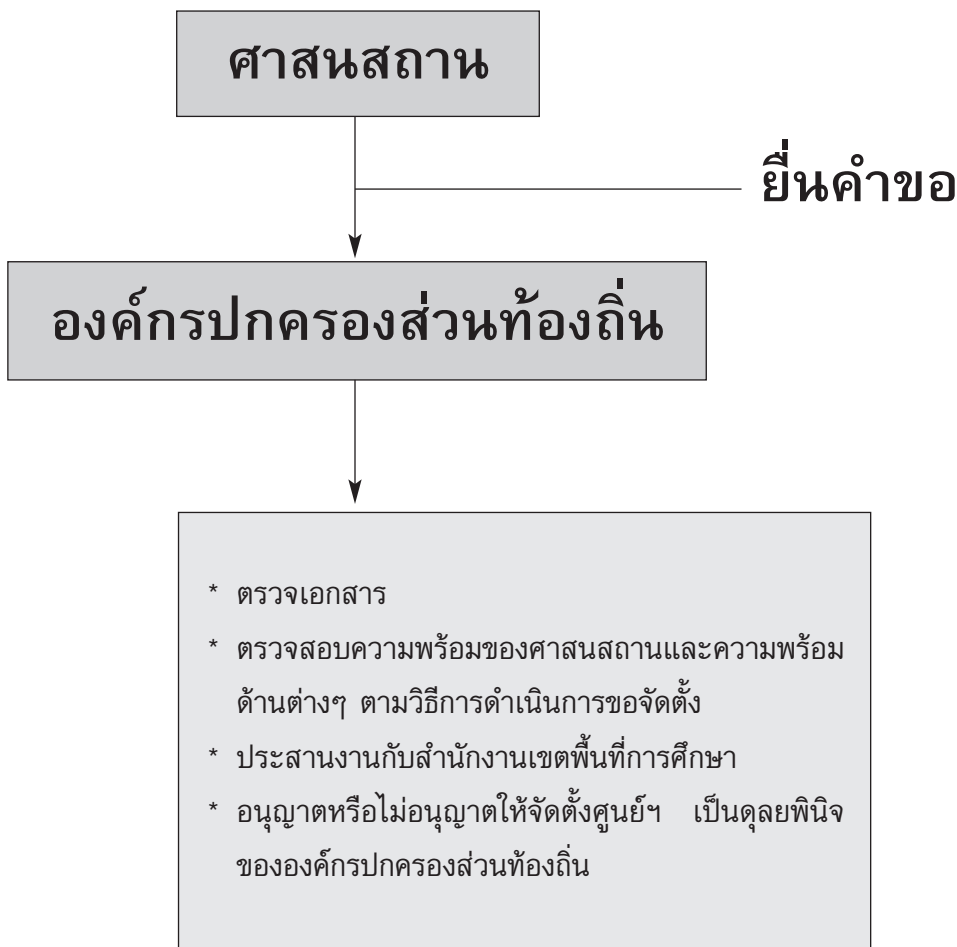 ศาสนสถาน
ยื่นคำขอ
องค์กรปกครองส่วนท้องถิ่น
* ตรวจเอกสาร
* ตรวจสอบความพร้อมของศาสนสถานและความพร้อม
ด้านต่างๆ ตามวิธีการดำเนินการขอจัดตั้ง
* ประสานงานกับสำนักงานเขตพื้นที่การศึกษา
* อนุญาตหรือไม่อนุญาตให้จัดตั้งศูนย์ฯ เป็นดุลยพินิจ
ขององค์กรปกครองส่วนท้องถิ่น